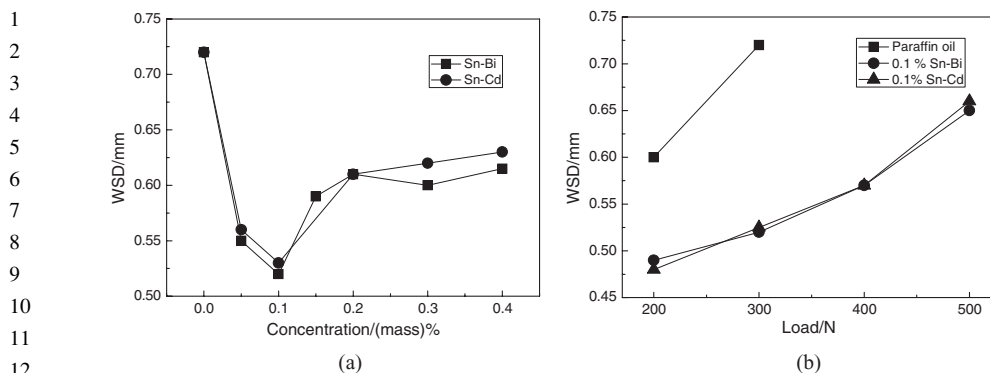 1
2
3
4
5
6
7
8
9
10
11
12
0.75
0.70
0.65
0.60
0.55
0.50
WSD/mm
Sn-Bi
Sn-Cd
0.0 0.1 0.2 0.3 0.4
Concentration/(mass)%
(a)
0.75
0.70
0.65
0.60
0.55
0.50
0.45
WSD/mm
Paraffin oil
0.1 % Sn-Bi
0.1% Sn-Cd
200 300 400 500
Load/N
(b)